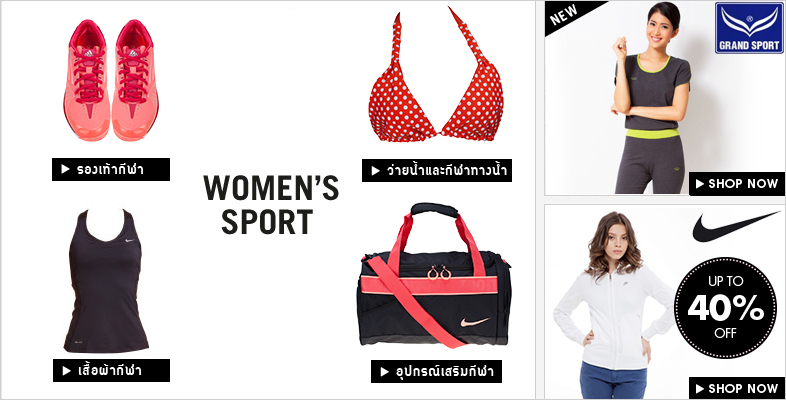 รองเท้ากีฬา
ว่ายน้ำและกีฬาทางน้ำ
WOMEN'S
SPORT
เสื้อผ้ากีฬา
อุปกรณ์เสริมกีฬา
NEW
®
GRAND SPORT
SHOP NOW
UP TO
40%
OFF
SHOP NOW